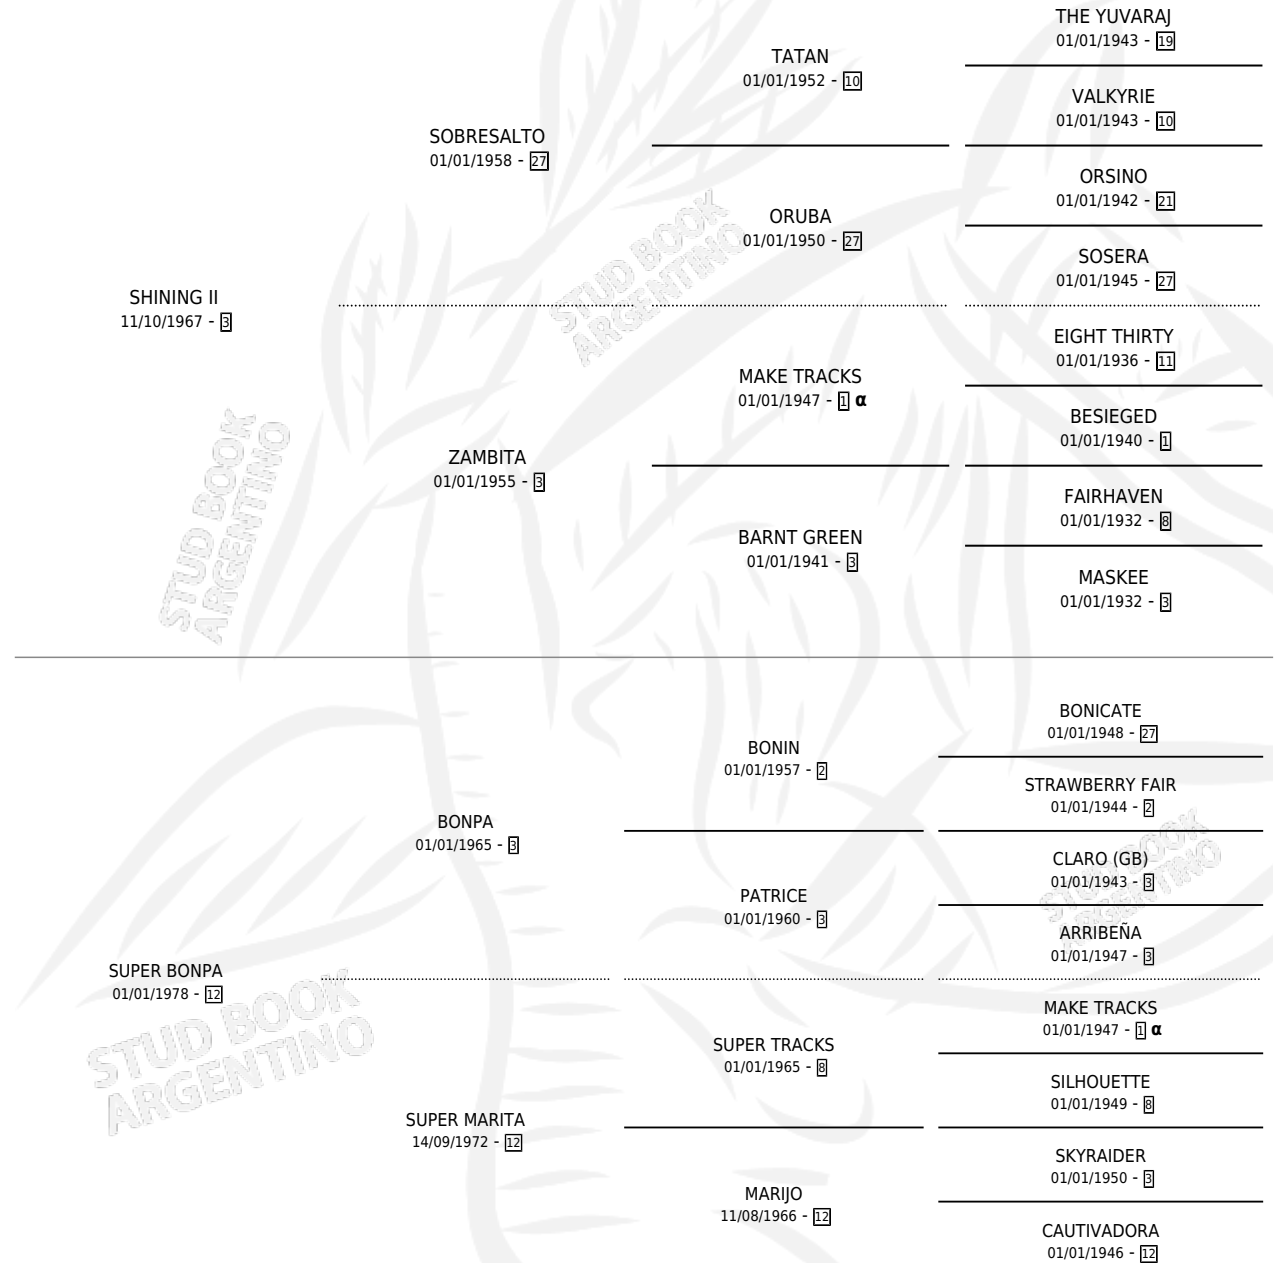 THE YUVARAJ
01/01/1943 - 19
TATAN
01/01/1952 - 10
VALKYRIE
01/01/1943 - 10
SOBRESALTO
01/01/1958 - 27
ORSINO
01/01/1942 - 21
ORUBA
01/01/1950 - 27
SOSERA
01/01/1945 - 27
SHINING II
11/10/1967 - 3
EIGHT THIRTY
01/01/1936 - 11
MAKE TRACKS
01/01/1947 - 1 α
BESIEGED
01/01/1940 - 1
ZAMBITA
01/01/1955 - 3
FAIRHAVEN
01/01/1932 - 8
BARNT GREEN
01/01/1941 - 3
MASKEE
01/01/1932 - 3
STUD BOOK
ARGENTINO
STUD BOOK
ARGENTINO
BONICATE
01/01/1948 - 27
BONIN
01/01/1957 - 2
STRAWBERRY FAIR
01/01/1944 - 2
BONPA
01/01/1965 - 3
CLARO (GB)
01/01/1943 - 3
PATRICE
01/01/1960 - 3
ARRIBEÑA
01/01/1947 - 3
SUPER BONPA
01/01/1978 - 12
MAKE TRACKS
01/01/1947 - 1 α
SUPER TRACKS
01/01/1965 - 8
SILHOUETTE
01/01/1949 - 8
SUPER MARITA
14/09/1972 - 12
SKYRAIDER
01/01/1950 - 3
MARIJO
11/08/1966 - 12
CAUTIVADORA
01/01/1946 - 12
STUD BOOK
ARGENTINO
STUD BOOK
ARGENTINO